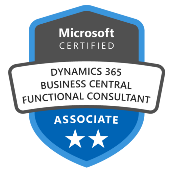 Microsoft
CERTIFIED
DYNAMICS 365
BUSINESS CENTRAL
FUNCTIONAL CONSULTANT
ASSOCIATE